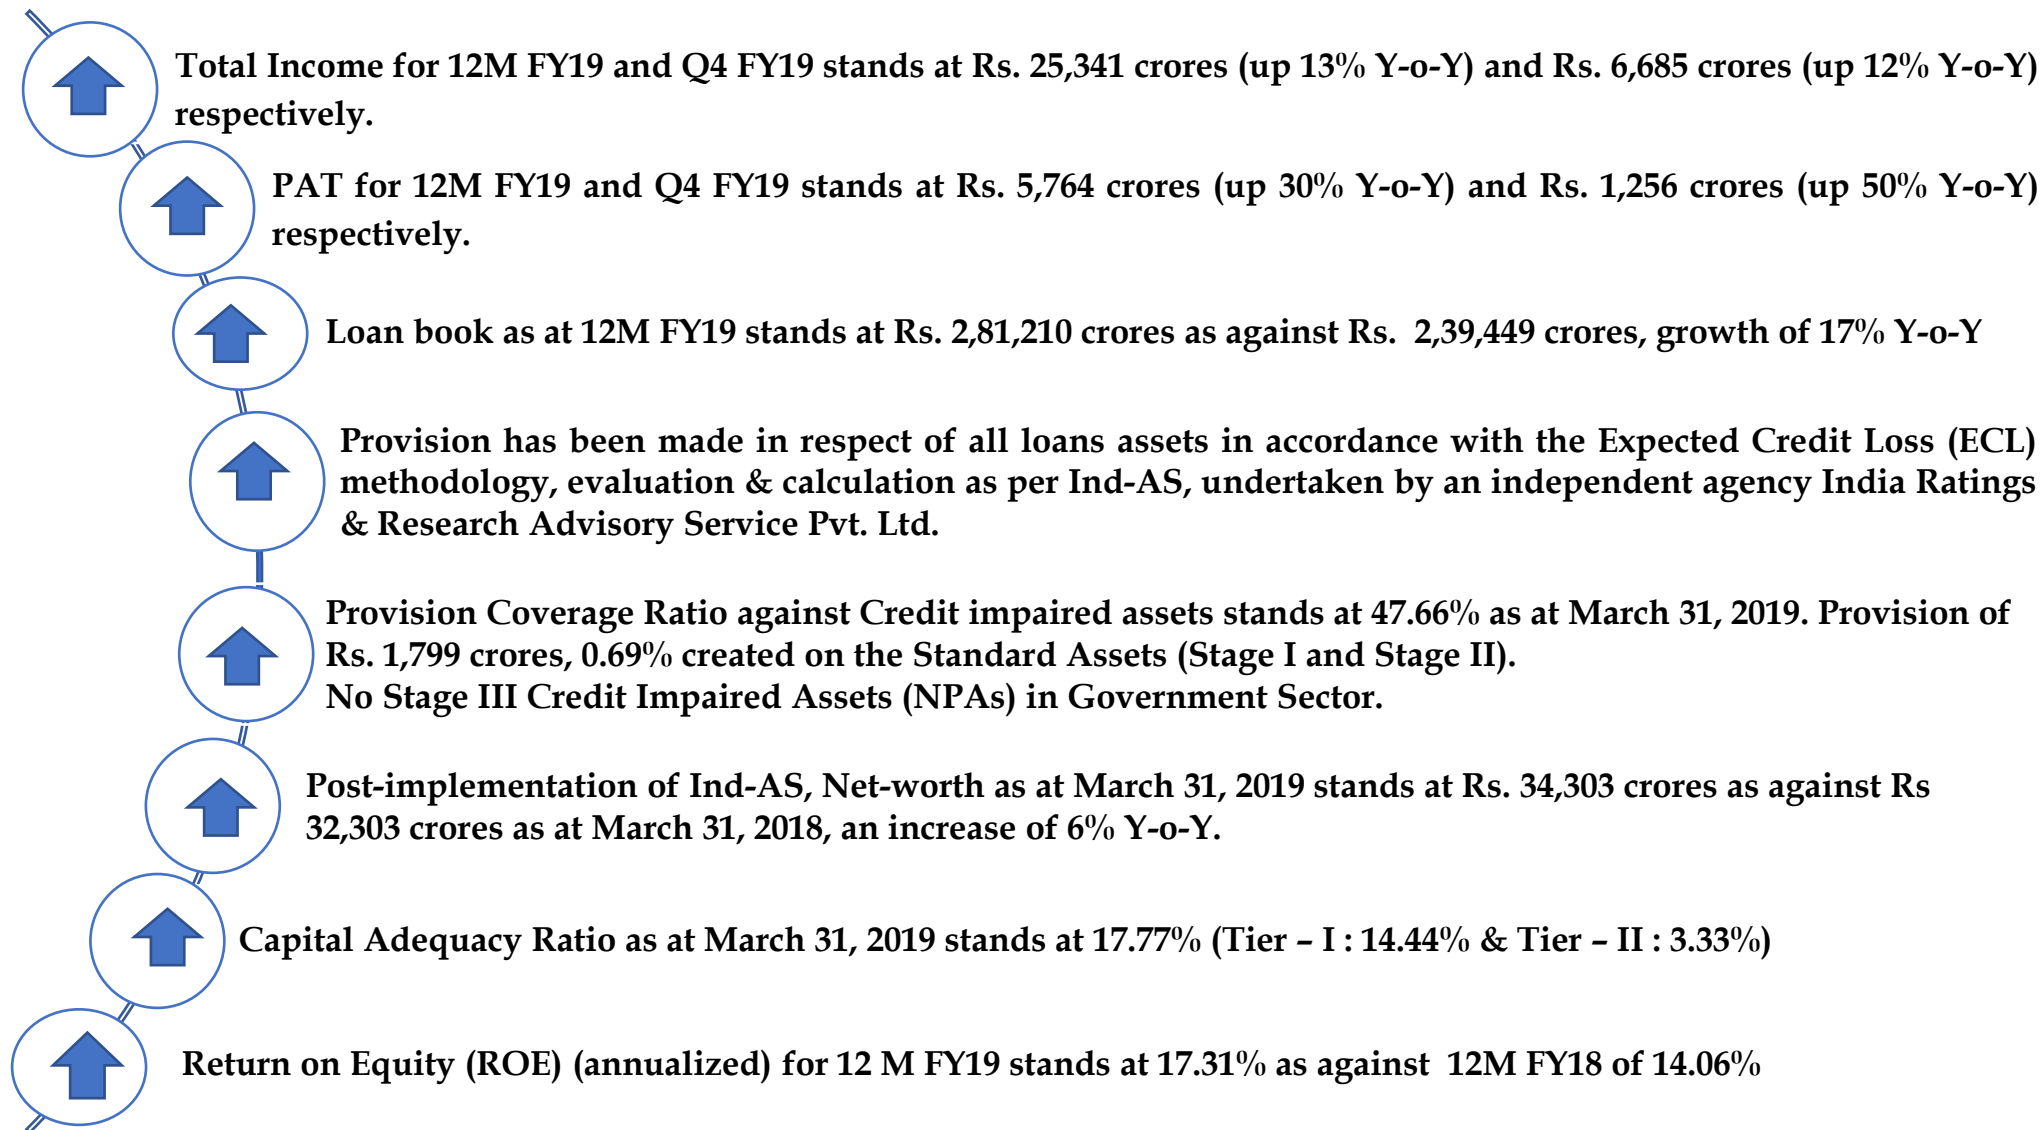 Total Income for 12M FY19 and Q4 FY19 stands at Rs. 25,341 crores (up 13% Y-o-Y) and Rs. 6,685 crores (up 12% Y-o-Y)
respectively.
PAT for 12M FY19 and Q4 FY19 stands at Rs. 5,764 crores (up 30% Y-o-Y) and Rs. 1,256 crores (up 50% Y-o-Y)
respectively.
Loan book as at 12M FY19 stands at Rs. 2,81,210 crores as against Rs. 2,39,449 crores, growth of 17% Y-o-Y
Provision has been made in respect of all loans assets in accordance with the Expected Credit Loss (ECL)
methodology, evaluation & calculation as per Ind-AS, undertaken by an independent agency India Ratings
& Research Advisory Service Pvt. Ltd.
Provision Coverage Ratio against Credit impaired assets stands at 47.66% as at March 31, 2019. Provision of
Rs. 1,799 crores, 0.69% created on the Standard Assets (Stage I and Stage II).
No Stage III Credit Impaired Assets (NPAs) in Government Sector.
Post-implementation of Ind-AS, Net-worth as at March 31, 2019 stands at Rs. 34,303 crores as against Rs
32,303 crores as at March 31, 2018, an increase of 6% Y-o-Y.
Capital Adequacy Ratio as at March 31, 2019 stands at 17.77% (Tier – I : 14.44% & Tier – II : 3.33%)
Return on Equity (ROE) (annualized) for 12 M FY19 stands at 17.31% as against 12M FY18 of 14.06%